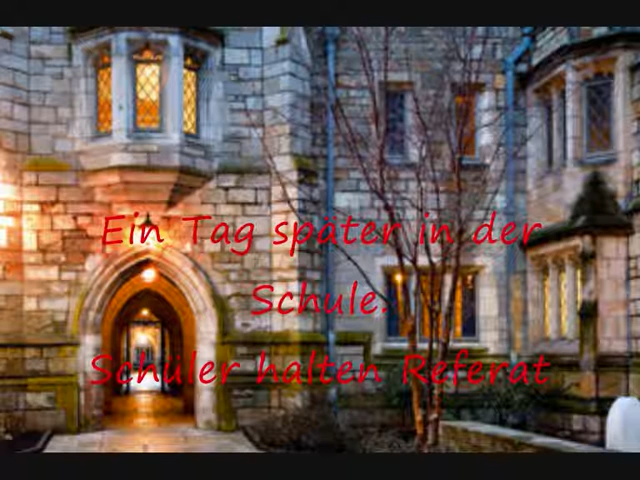 Ein Tag später in der
Schule.
Schüler halten Referat